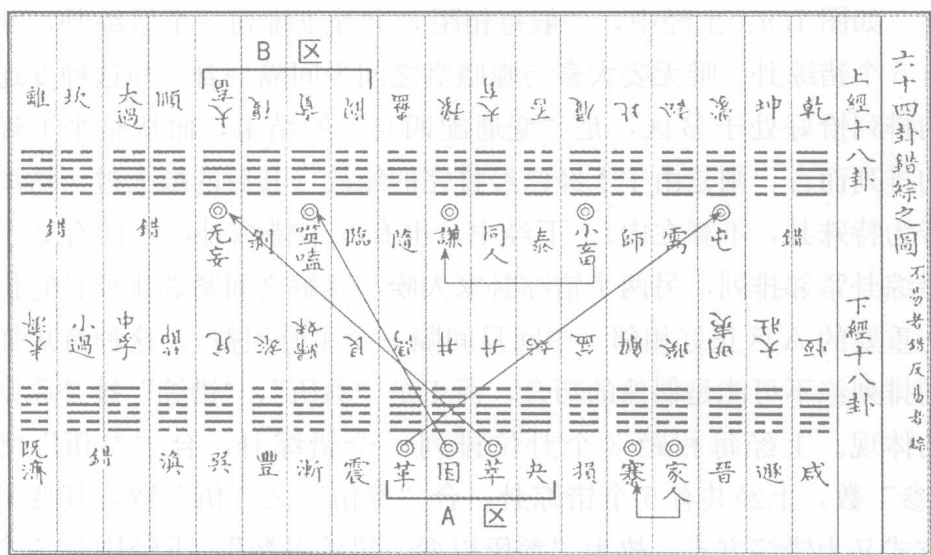 六十四卦錯綜之圖 不易者錯反易者綜
上經十八卦 下經十八卦
B 区
乾 坤 蒙 訟 比 履 否 大有 豫 蠱 觀 賁 復 大畜 頤 大過 坎 離
錯 屯 需 師 小畜 泰 同人 謙 隨 臨 噬嗑 剝 无妄 錯 錯
恆 大壯 明夷 睽 解 益 姤 升 井 鼎 艮 歸妹 旅 兌 節 中孚 小過 未濟
咸 遯 晉 家人 蹇 損 夬 萃 困 革 震 漸 豐 巽 渙 錯 既濟
A 区